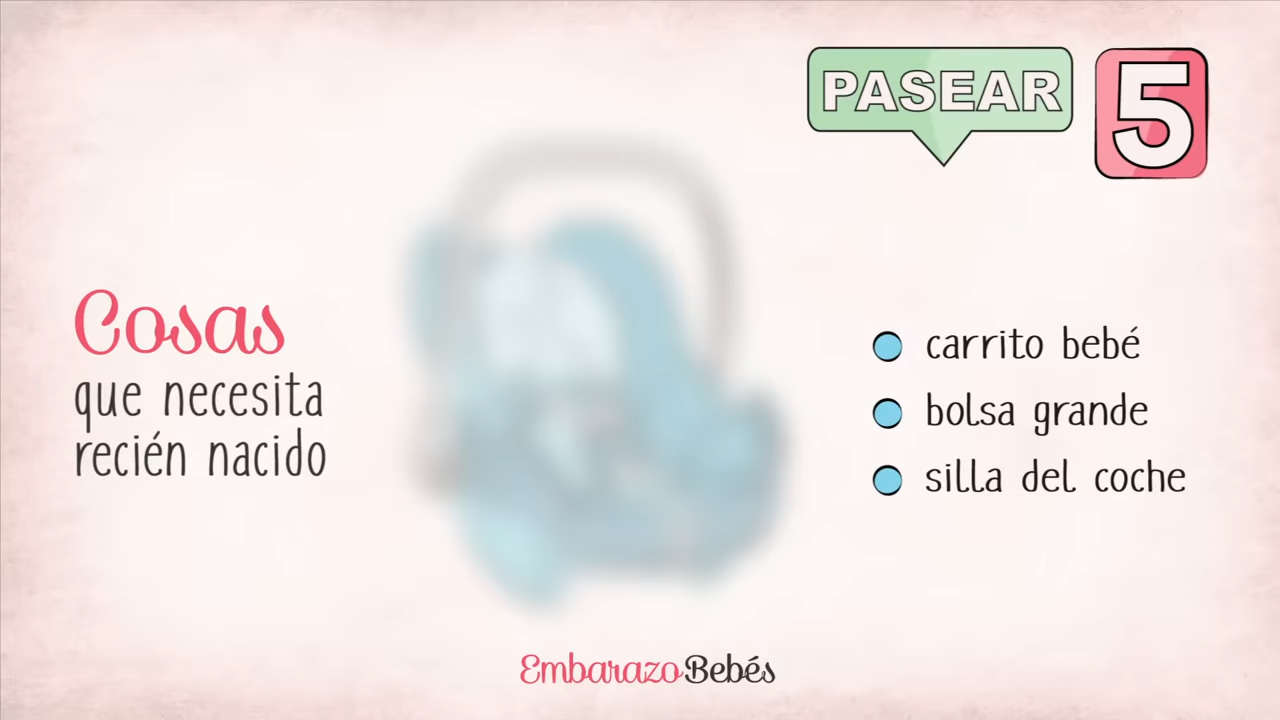 PASEAR 5
Cosas
que necesita
recién nacido
carrito bebé
bolsa grande
silla del coche
EmbarazoBebés